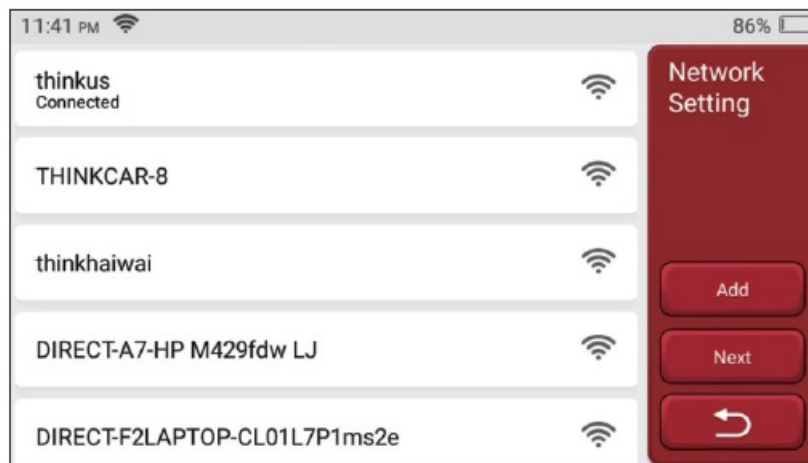 11:41 PM
86%
thinkus
Connected
THINKCAR-8
thinkhaiwai
DIRECT-A7-HP M429fdw LJ
DIRECT-F2LAPTOP-CL01L7P1ms2e
Network
Setting
Add
Next